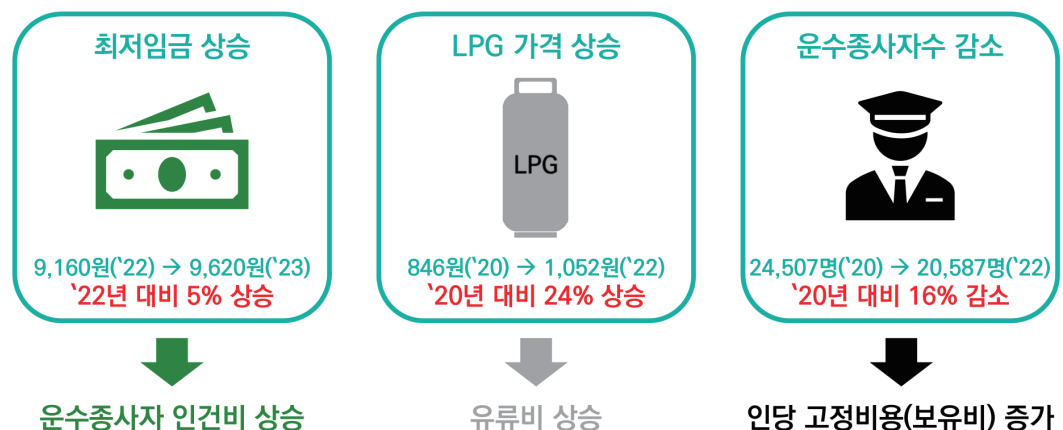 최저임금 상승
9,160원(`22) → 9,620원(`23)
`22년 대비 5% 상승
운수종사자 인건비 상승
LPG 가격 상승
LPG
846원(`20) → 1,052원(`22)
`20년 대비 24% 상승
유류비 상승
운수종사자수 감소
24,507명(`20) → 20,587명(`22)
`20년 대비 16% 감소
인당 고정비용(보유비) 증가